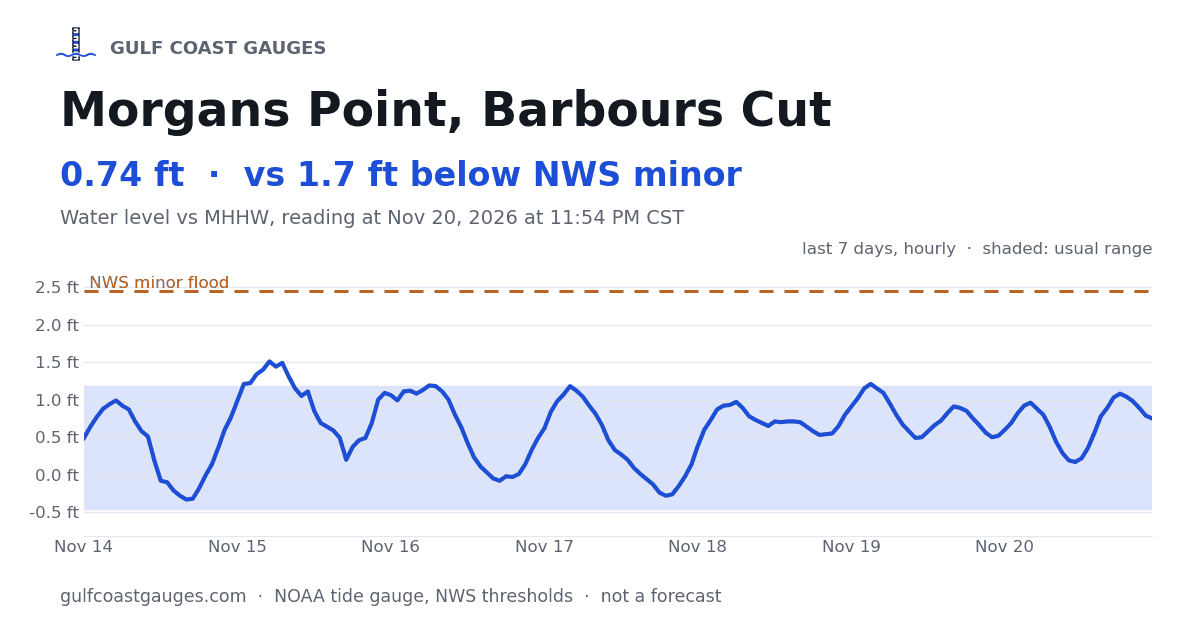 GULF COAST GAUGES
Morgans Point, Barbours Cut
0.74 ft · vs 1.7 ft below NWS minor
Water level vs MHHW, reading at Nov 20, 2026 at 11:54 PM CST
last 7 days, hourly · shaded: usual range
NWS minor flood
2.5 ft
2.0 ft
1.5 ft
1.0 ft
0.5 ft
0.0 ft
-0.5 ft
Nov 14 Nov 15 Nov 16 Nov 17 Nov 18 Nov 19 Nov 20
gulfcoastgauges.com · NOAA tide gauge, NWS thresholds · not a forecast